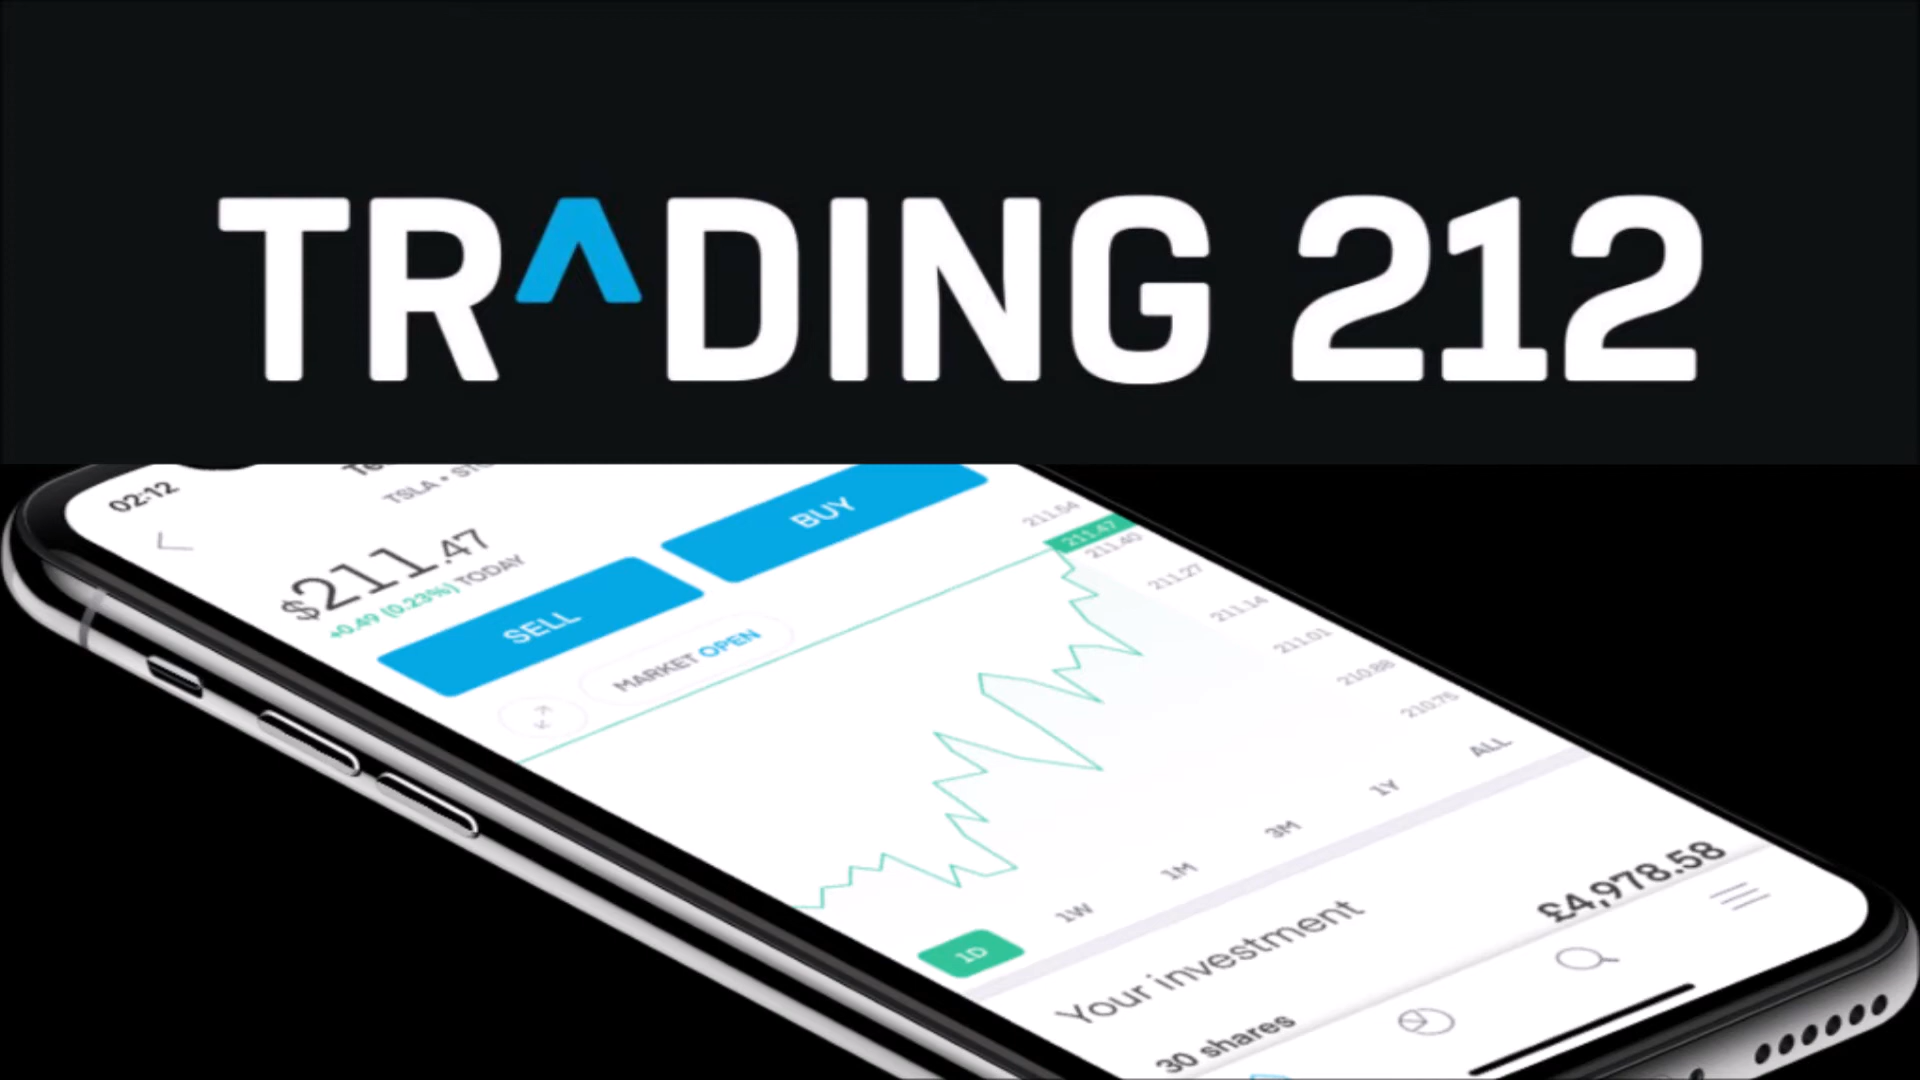 TRADING 212
02:12
TSLA •
$211.47
+0.49 (0.23%) TODAY
SELL
BUY
MARKET OPEN
211.54
211.47
211.40
211.27
211.14
211.01
210.88
210.75
1D
1W
1M
3M
1Y
ALL
Your investment
£4,978.58
30 shares